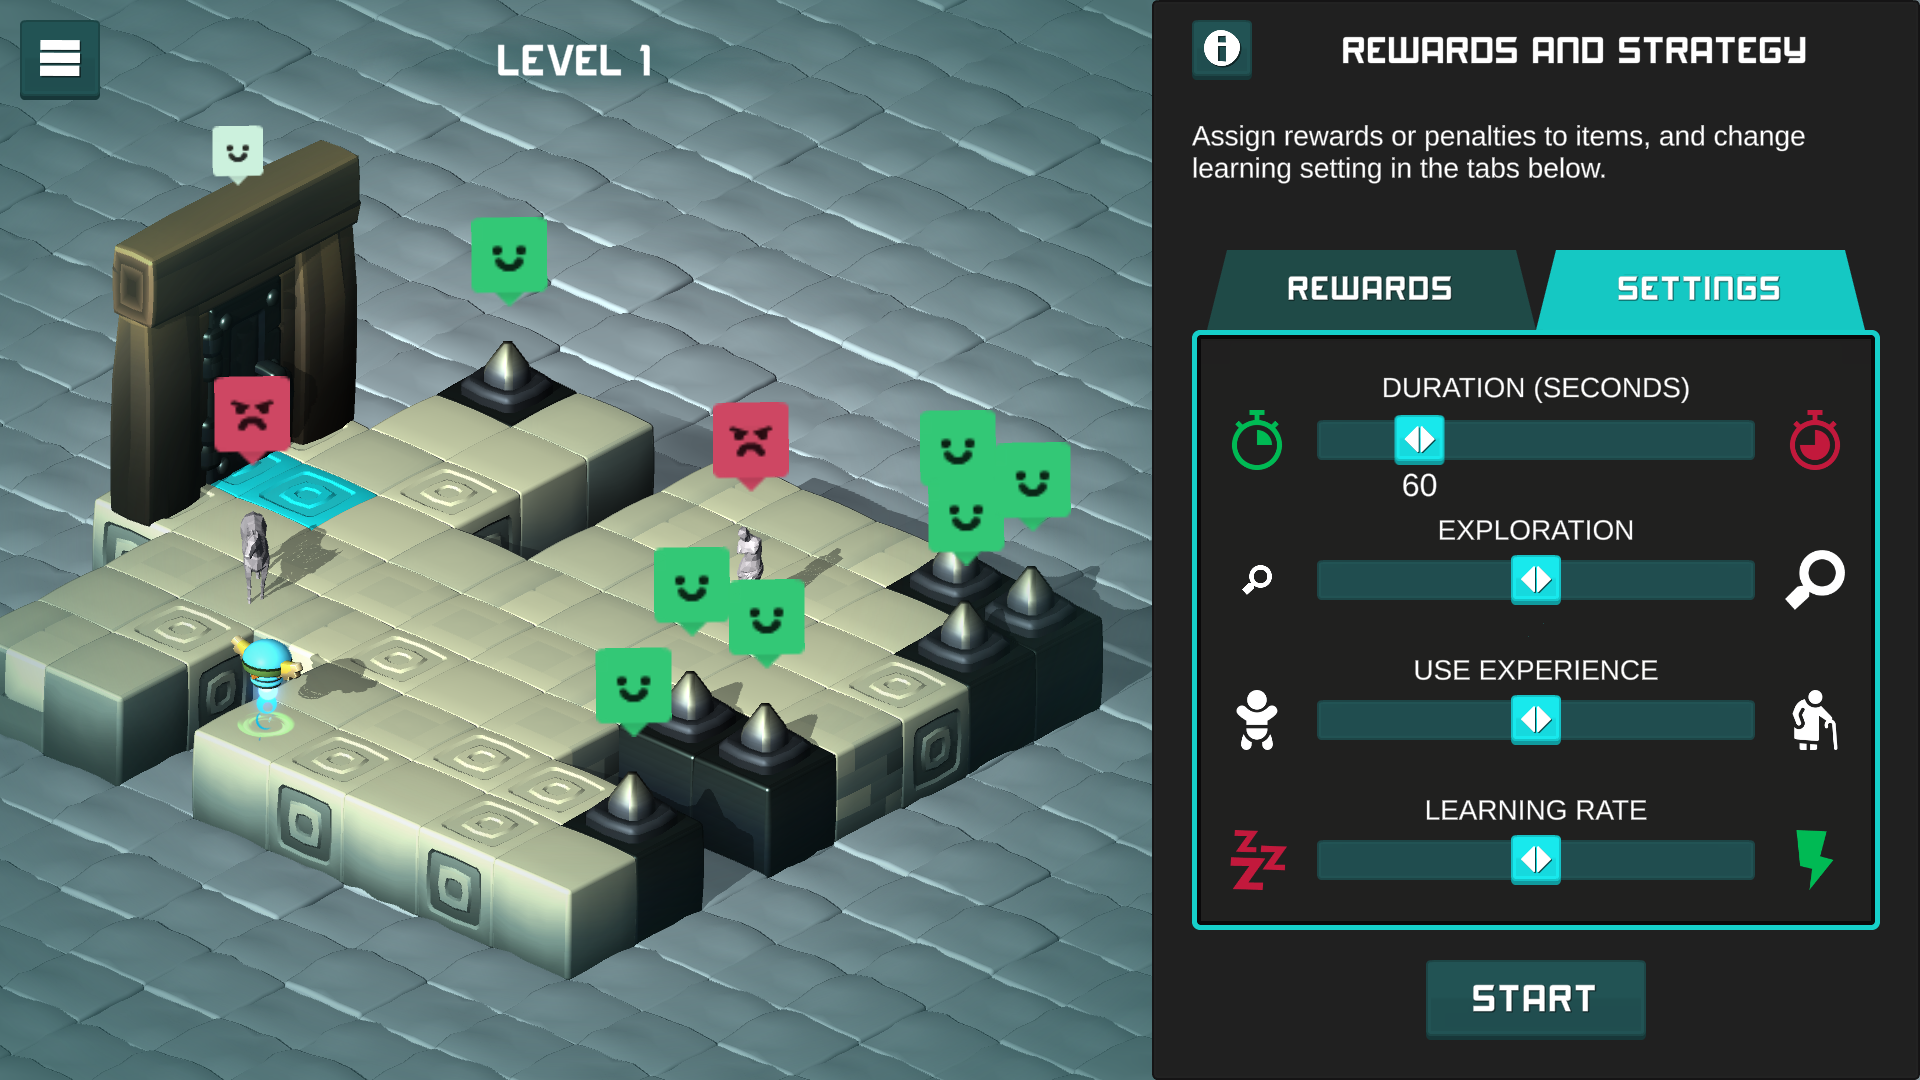 LEVEL 1
REWARDS AND STRATEGY
Assign rewards or penalties to items, and change
learning setting in the tabs below.
REWARDS
SETTINGS
DURATION (SECONDS)
60
EXPLORATION
USE EXPERIENCE
LEARNING RATE
ZZZ
START